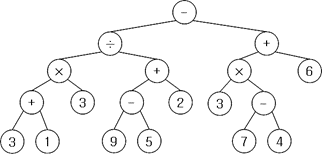 −
÷ +
× + × 6
+ 3 − 2 3 −
3 1 9 5 7 4